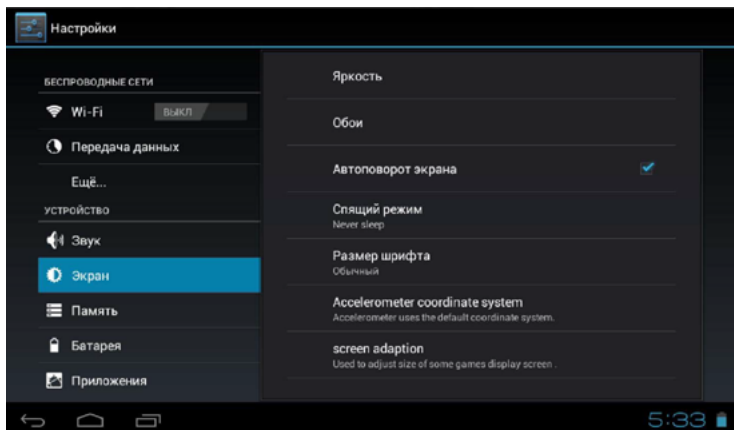 Настройки
БЕСПРОВОДНЫЕ СЕТИ
Wi-Fi
ВЫКЛ
Передача данных
Ещё...
УСТРОЙСТВО
Звук
Экран
Память
Батарея
Приложения
Яркость
Обои
Автоповорот экрана
Спящий режим
Never sleep
Размер шрифта
Обычный
Accelerometer coordinate system
Accelerometer uses the default coordinate system.
screen adaption
Used to adjust size of some games display screen .
5:33